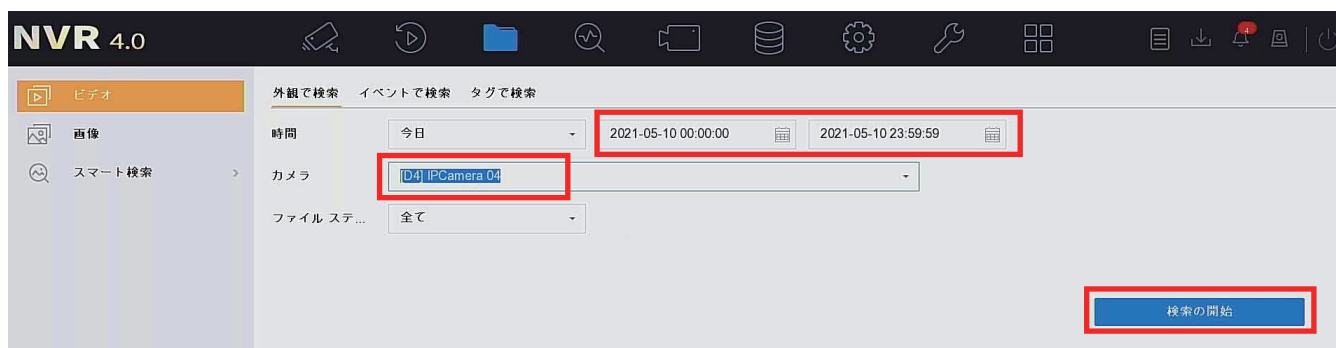 NVR 4.0
4
ビデオ
画像
スマート検索
外観で検索 イベントで検索 タグで検索
時間 今日 2021-05-10 00:00:00 2021-05-10 23:59:59
カメラ [D4] IPCamera 04
ファイル ステ... 全て
検索の開始